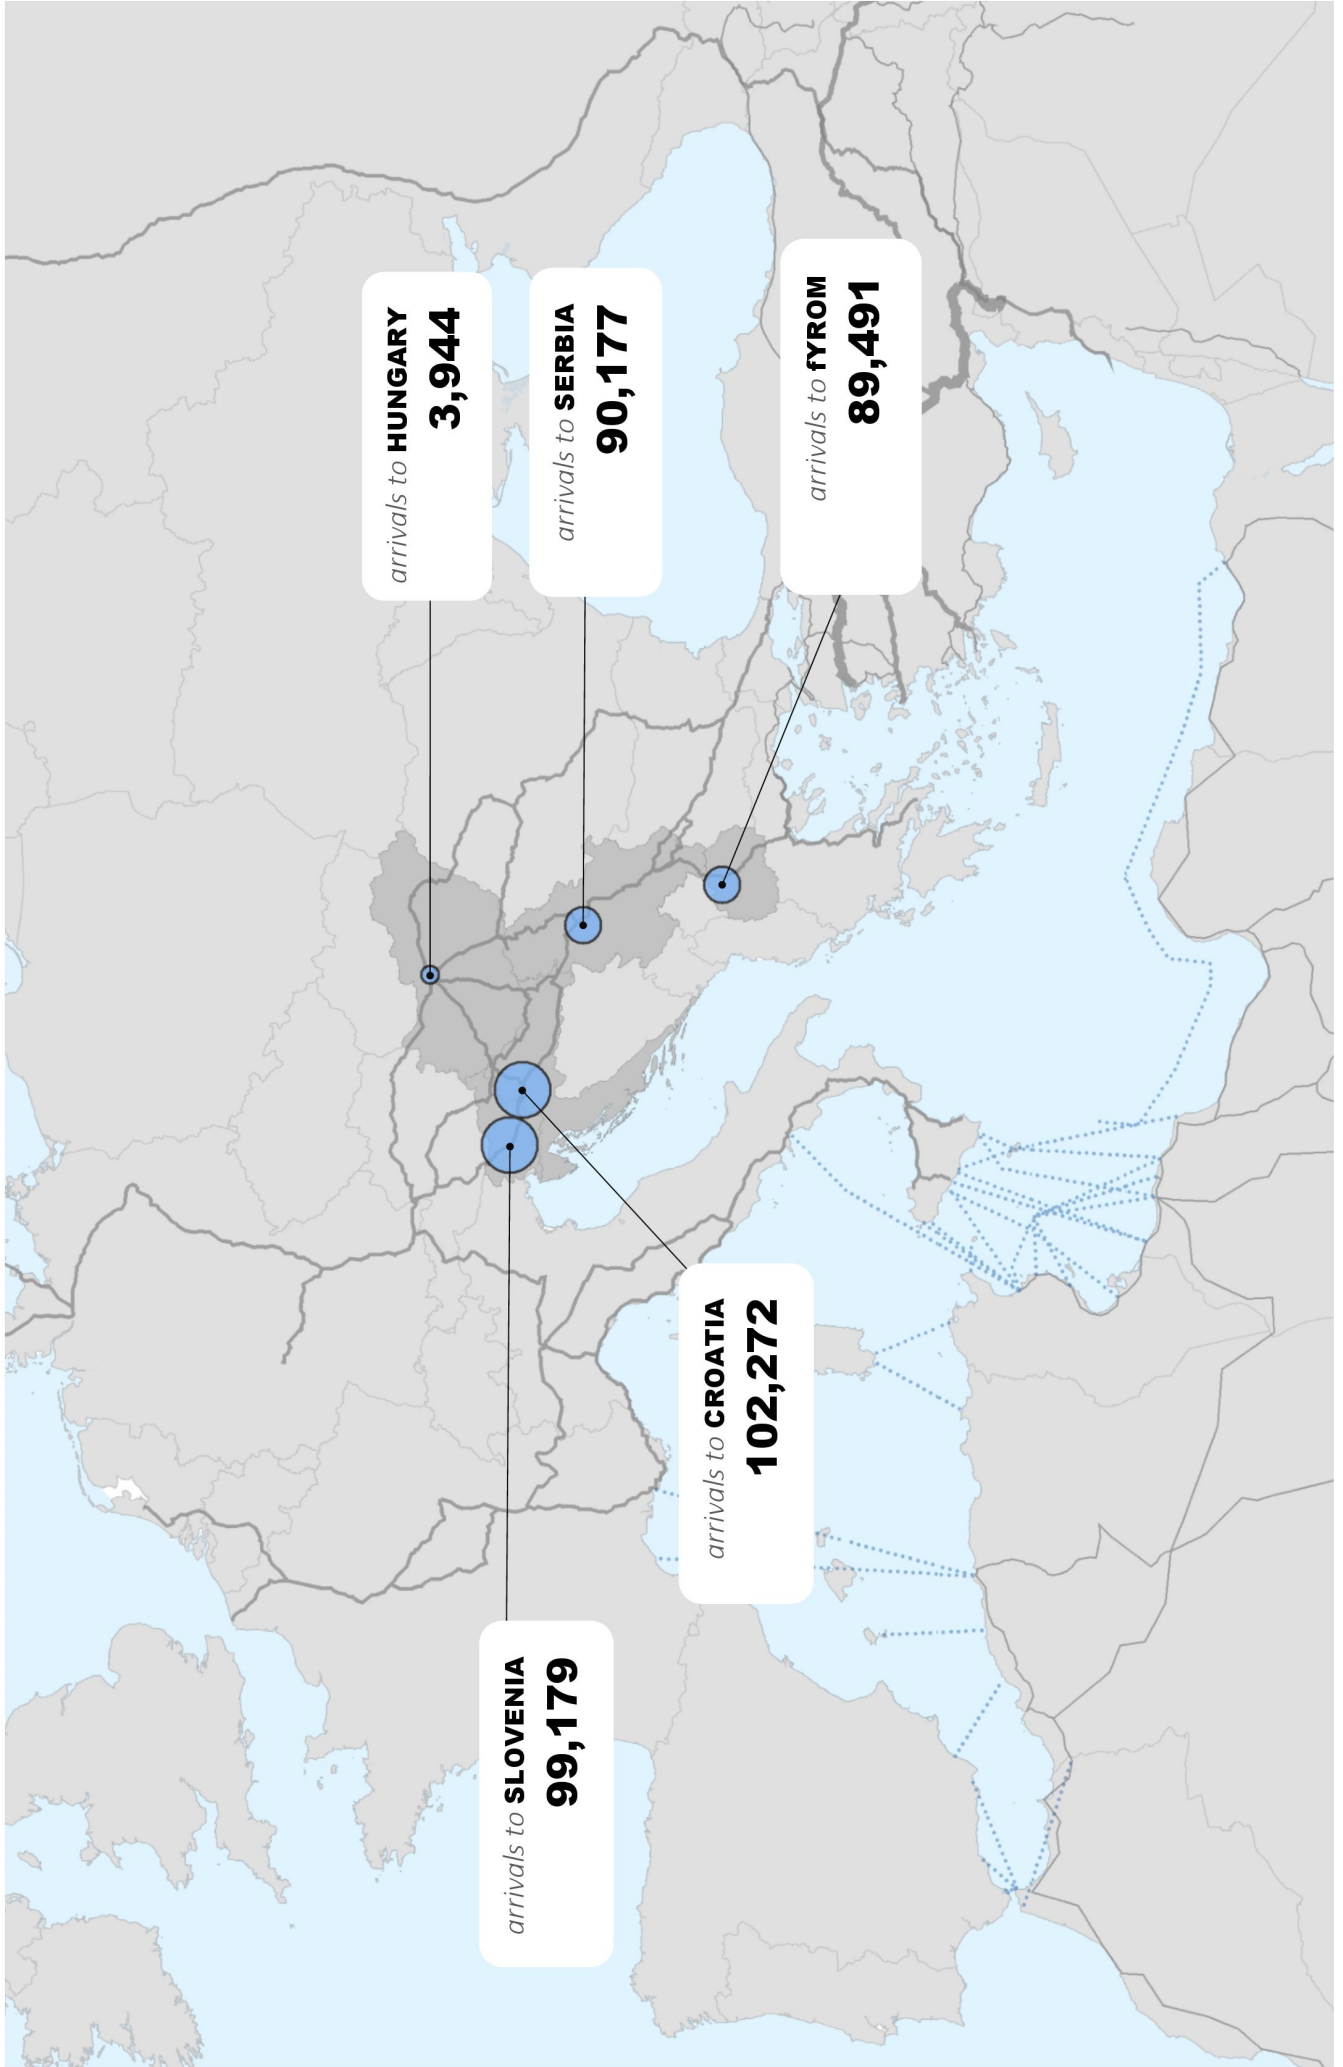 arrivals to HUNGARY
3,944
arrivals to SERBIA
90,177
arrivals to fYROM
89,491
arrivals to CROATIA
102,272
arrivals to SLOVENIA
99,179